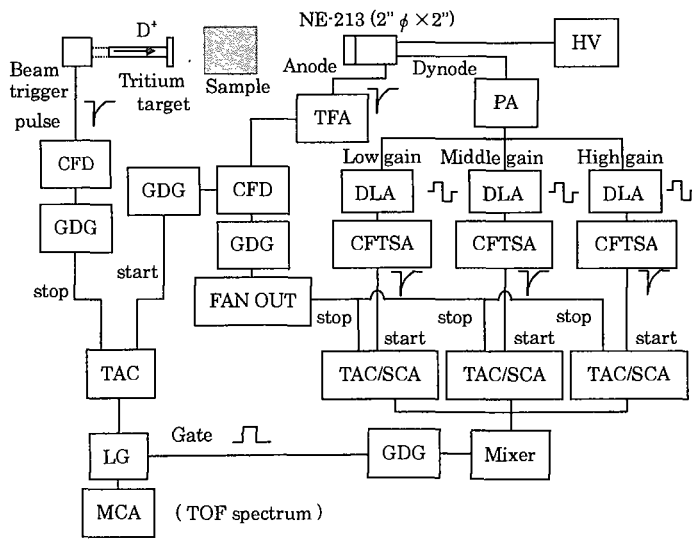 NE-213 (2" φ ×2")
D⁺
HV
Beam
trigger
pulse
Tritium
target
Sample
Anode
Dynode
TFA
PA
CFD
GDG
CFD
Low gain
Middle gain
High gain
DLA
DLA
DLA
GDG
GDG
CFTSA
CFTSA
CFTSA
start
stop
FAN OUT
stop
start
stop
start
stop
start
TAC
TAC/SCA
TAC/SCA
TAC/SCA
Gate
LG
GDG
Mixer
MCA
( TOF spectrum )